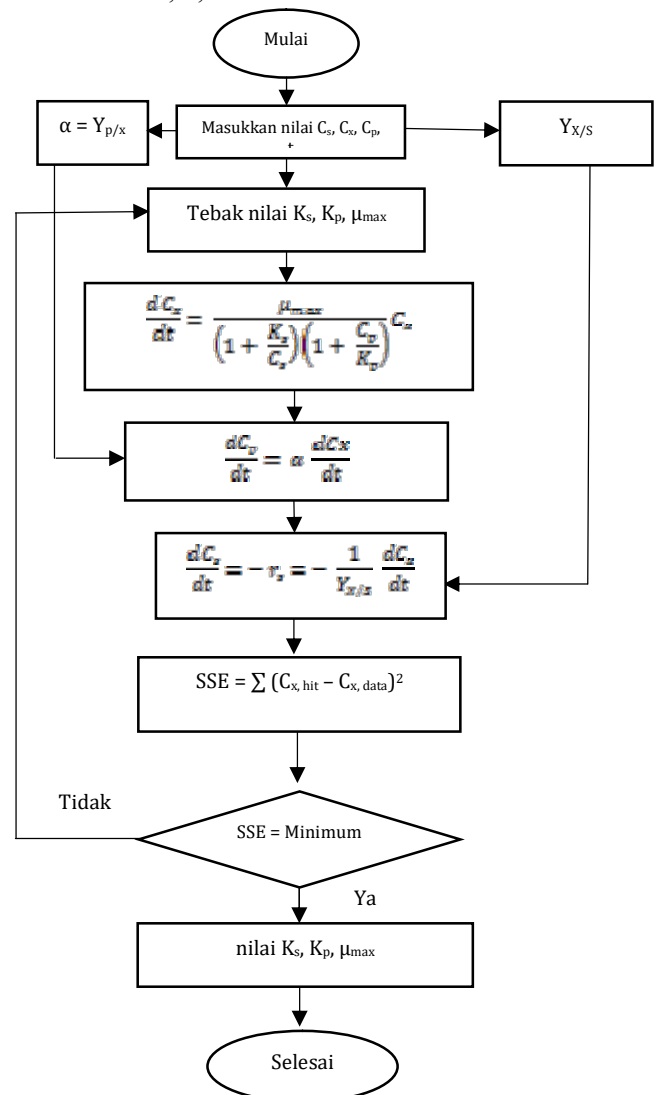 Mulai
α = Yp/x
Masukkan nilai Cs, Cx, Cp,
YX/S
Tebak nilai Ks, Kp, μmax
dCx/dt = μmax / ((1 + Ks/Cs)(1 + Cp/Kp)) Cx
dCp/dt = α dCx/dt
dCs/dt = − rs = − 1/Yx/s dCx/dt
SSE = ∑ (Cx, hit – Cx, data)²
Tidak
SSE = Minimum
Ya
nilai Ks, Kp, μmax
Selesai